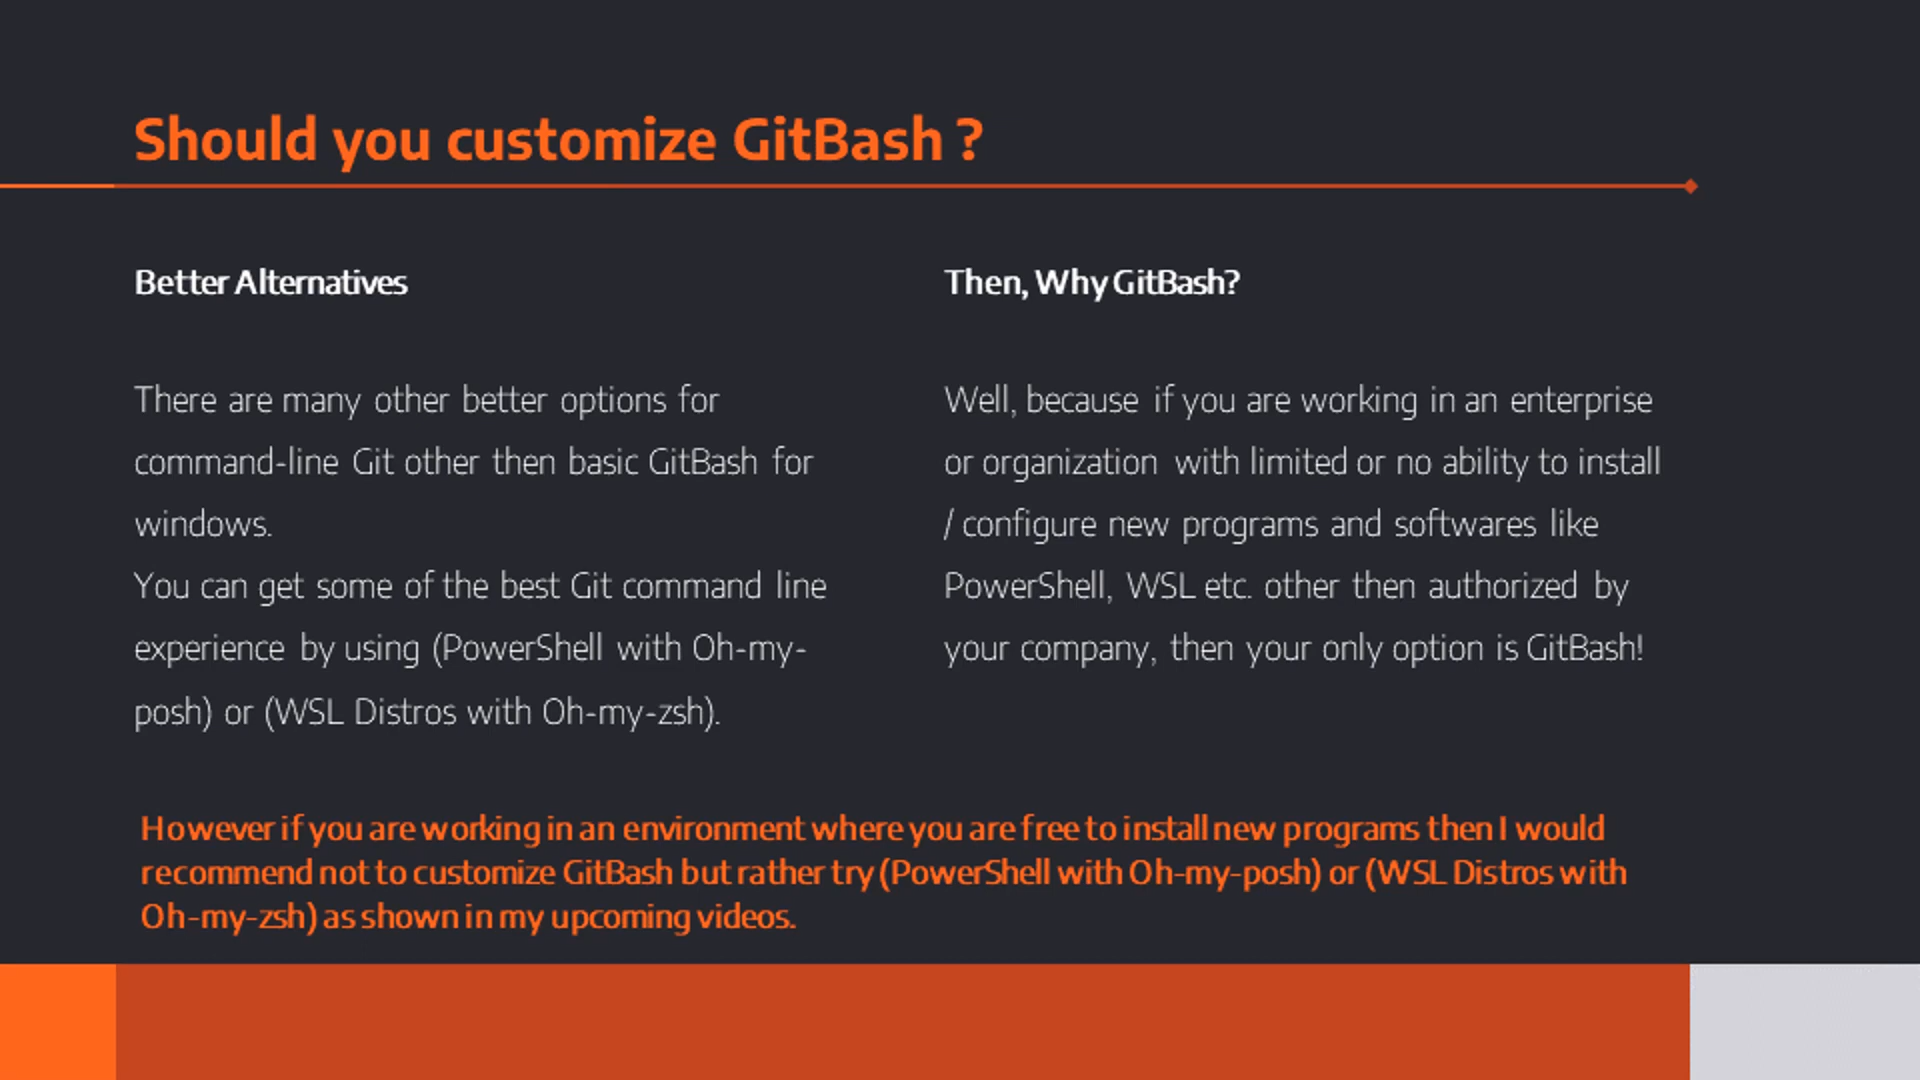 Should you customize GitBash ?
Better Alternatives
There are many other better options for
command-line Git other then basic GitBash for
windows.
You can get some of the best Git command line
experience by using (PowerShell with Oh-my-
posh) or (WSL Distros with Oh-my-zsh).
Then, Why GitBash?
Well, because if you are working in an enterprise
or organization with limited or no ability to install
/ configure new programs and softwares like
PowerShell, WSL etc. other then authorized by
your company, then your only option is GitBash!
However if you are working in an environment where you are free to install new programs then I would
recommend not to customize GitBash but rather try (PowerShell with Oh-my-posh) or (WSL Distros with
Oh-my-zsh) as shown in my upcoming videos.